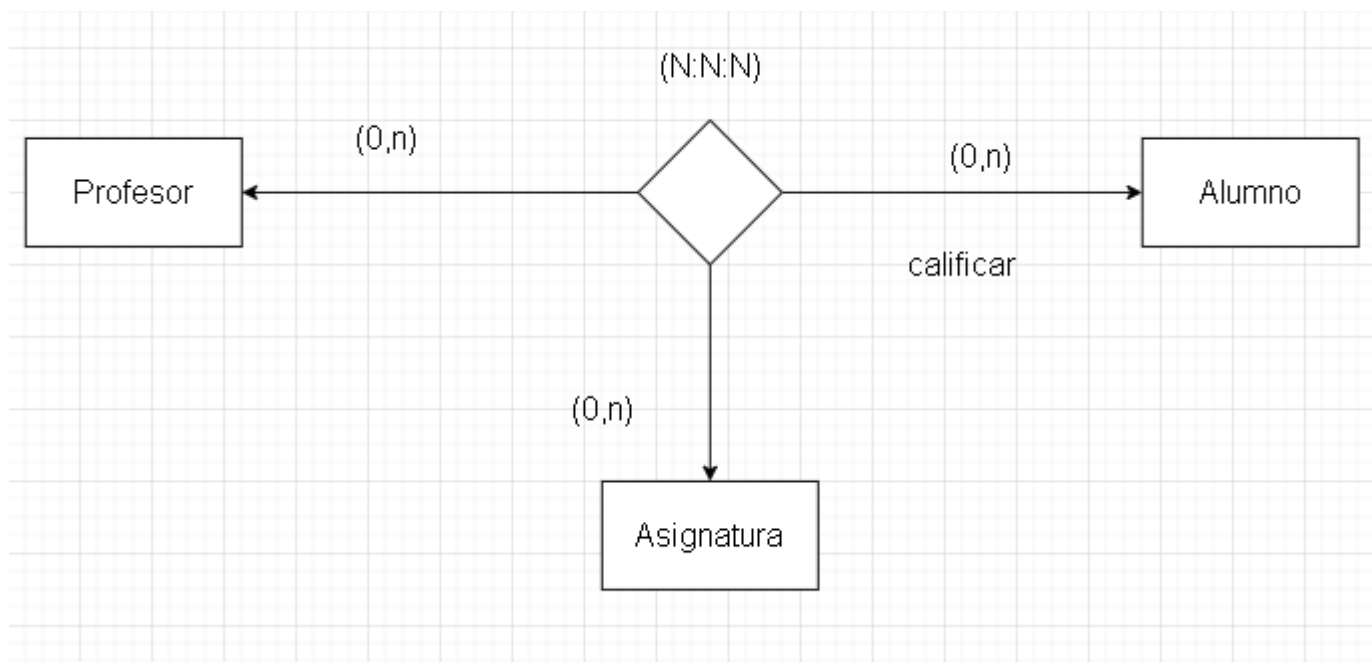 (N:N:N)
(0,n)
(0,n)
Profesor
Alumno
calificar
(0,n)
Asignatura